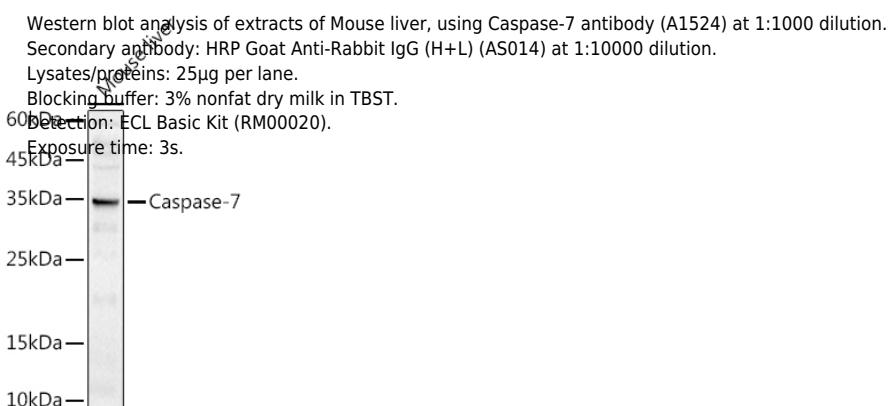 Western blot analysis of extracts of Mouse liver, using Caspase-7 antibody (A1524) at 1:1000 dilution.
Secondary antibody: HRP Goat Anti-Rabbit IgG (H+L) (AS014) at 1:10000 dilution.
Lysates/proteins: 25μg per lane.
Blocking buffer: 3% nonfat dry milk in TBST.
Detection: ECL Basic Kit (RM00020).
Exposure time: 3s.
Mouse liver
60kDa
45kDa
35kDa
Caspase-7
25kDa
15kDa
10kDa